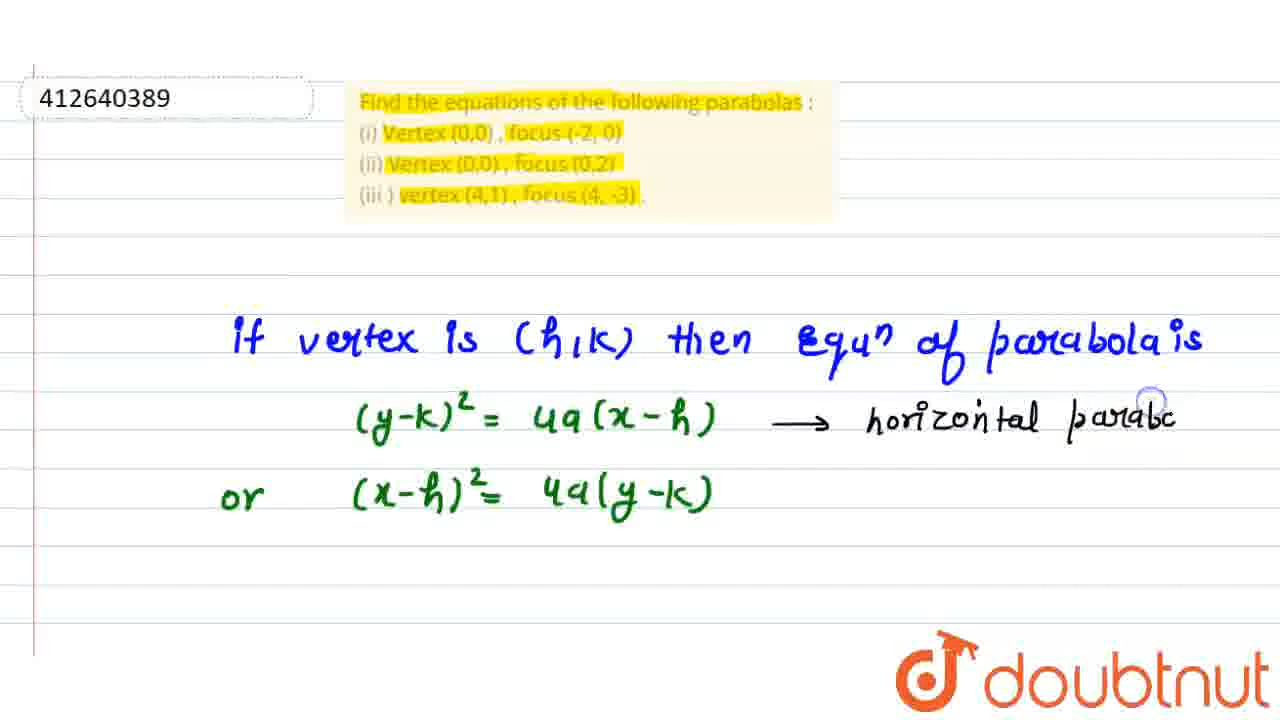 412640389
Find the equations of the following parabolas :
(i) Vertex (0,0) , focus (-2, 0)
(ii) Vertex (0,0) , focus (0,2)
(iii ) vertex (4,1) , focus (4, -3) .
if vertex is (h,k) then Equⁿ of parabola is
(y-k)² = 4a(x-h) → horizontal parabc
or (x-h)² = 4a(y-k)
doubtnut